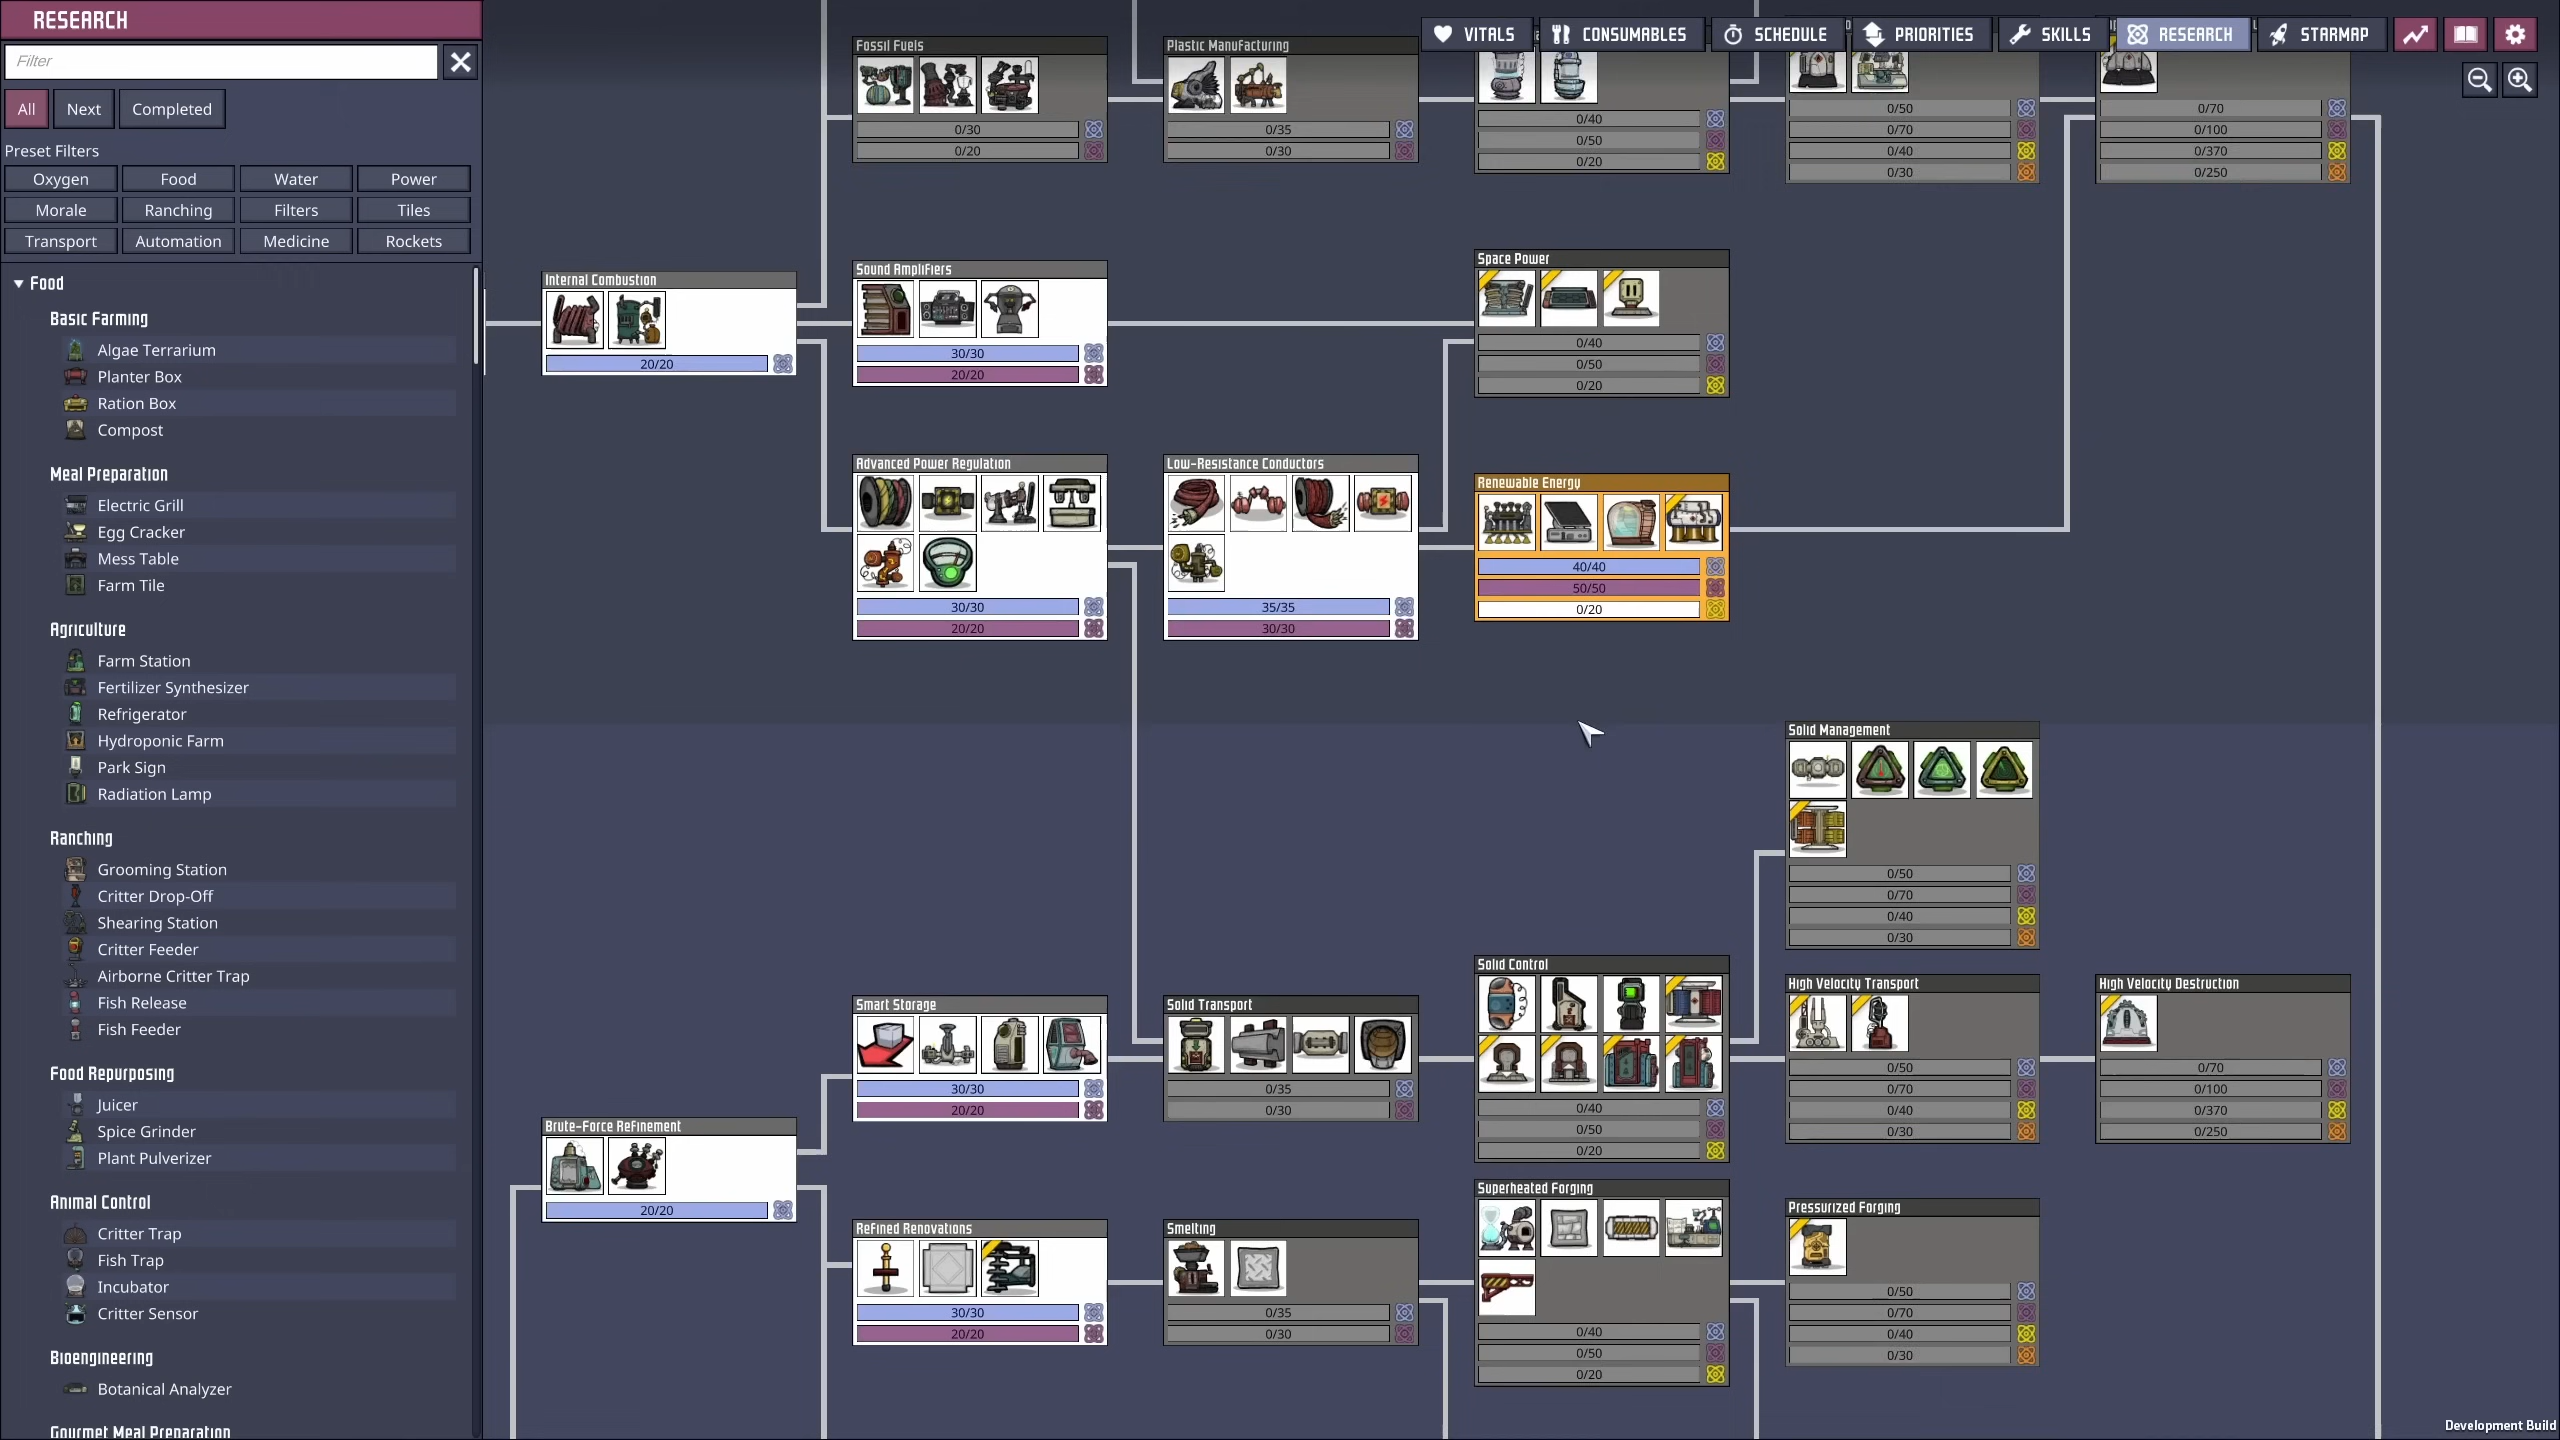 RESEARCH
Filter
All
Next
Completed
Preset Filters
Oxygen
Food
Water
Power
Morale
Ranching
Filters
Tiles
Transport
Automation
Medicine
Rockets
Food
Basic Farming
Algae Terrarium
Planter Box
Ration Box
Compost
Meal Preparation
Electric Grill
Egg Cracker
Mess Table
Farm Tile
Agriculture
Farm Station
Fertilizer Synthesizer
Refrigerator
Hydroponic Farm
Park Sign
Radiation Lamp
Ranching
Grooming Station
Critter Drop-Off
Shearing Station
Critter Feeder
Airborne Critter Trap
Fish Release
Fish Feeder
Food Repurposing
Juicer
Spice Grinder
Plant Pulverizer
Animal Control
Critter Trap
Fish Trap
Incubator
Critter Sensor
Bioengineering
Botanical Analyzer
Gourmet Meal Preparation
VITALS
CONSUMABLES
SCHEDULE
PRIORITIES
SKILLS
RESEARCH
STARMAP
Fossil Fuels
0/30
0/20
Plastic Manufacturing
0/35
0/30
0/40
0/50
0/20
0/50
0/70
0/40
0/30
0/70
0/100
0/370
0/250
Internal Combustion
20/20
Sound Amplifiers
30/30
20/20
Space Power
0/40
0/50
0/20
Advanced Power Regulation
30/30
20/20
Low-Resistance Conductors
35/35
30/30
Renewable Energy
40/40
50/50
0/20
Solid Management
0/50
0/70
0/40
0/30
Brute-Force Refinement
20/20
Smart Storage
30/30
20/20
Solid Transport
0/35
0/30
Solid Control
0/40
0/50
0/20
High Velocity Transport
0/50
0/70
0/40
0/30
High Velocity Destruction
0/70
0/100
0/370
0/250
Refined Renovations
30/30
20/20
Smelting
0/35
0/30
Superheated Forging
0/40
0/50
0/20
Pressurized Forging
0/50
0/70
0/40
0/30
Development Build